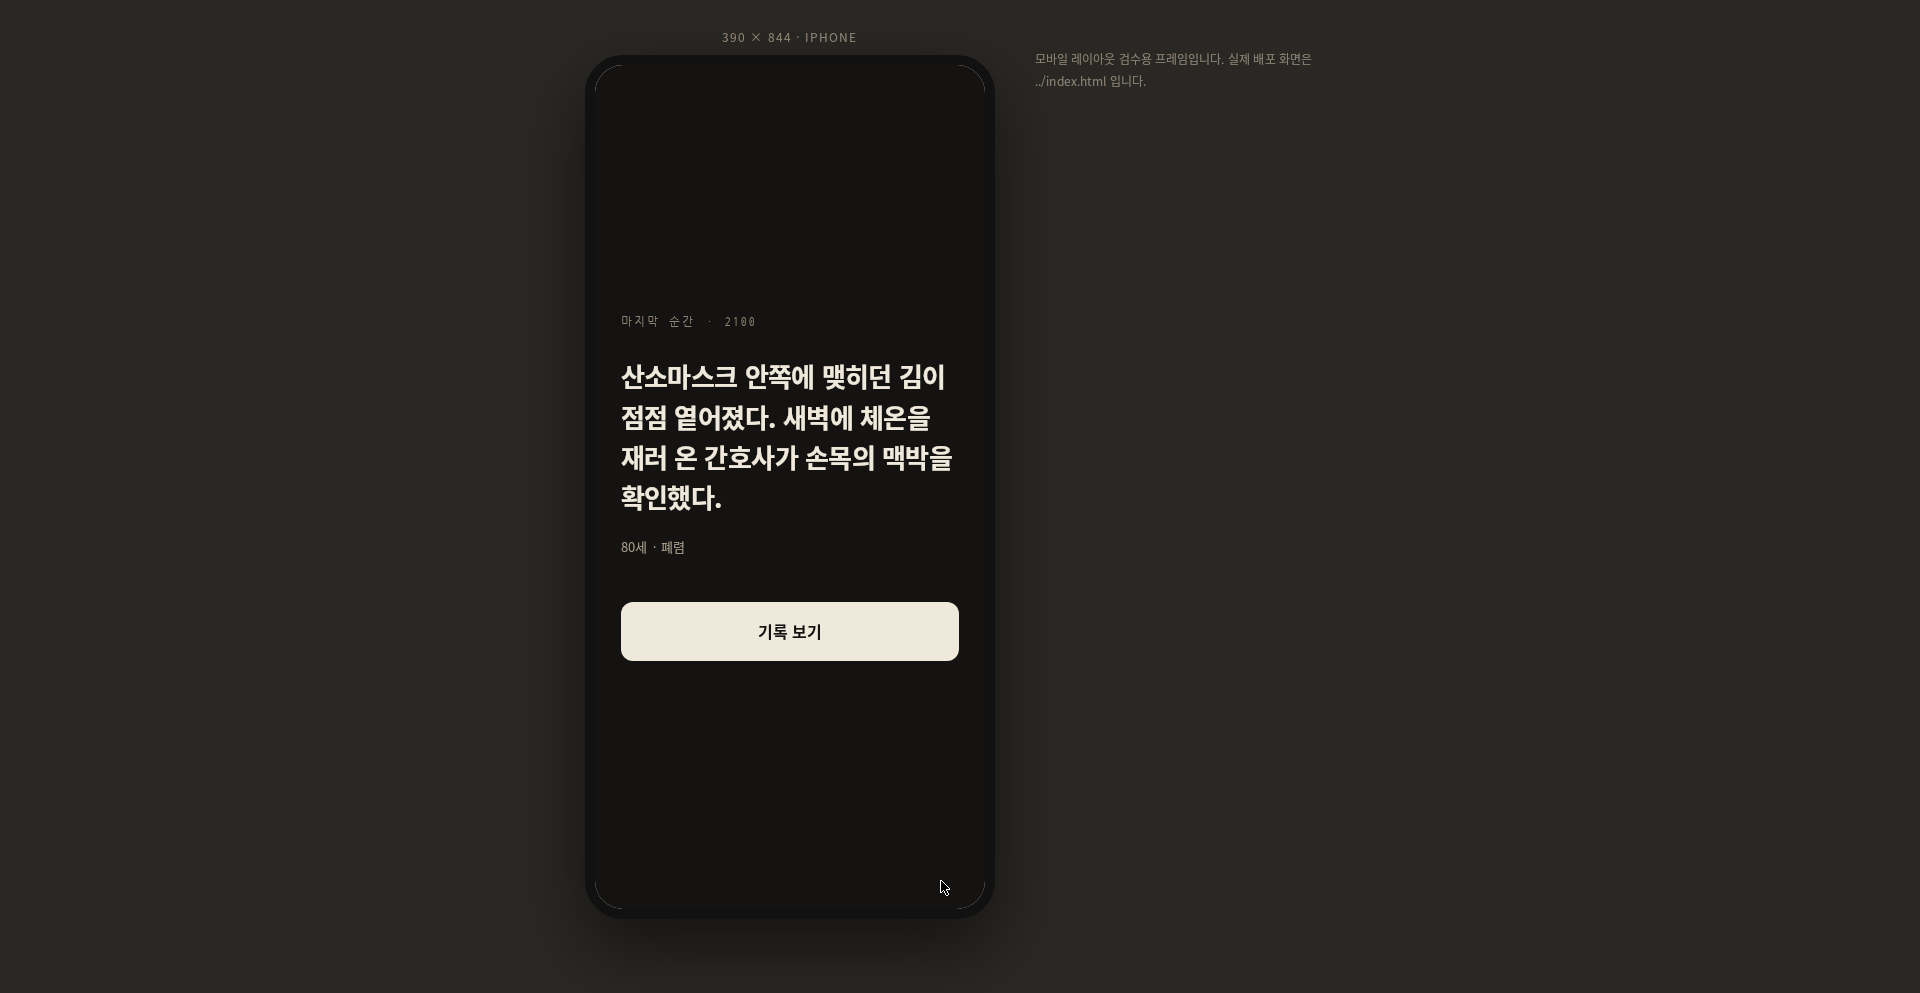 390 × 844 · IPHONE
모바일 레이아웃 검수용 프레임입니다. 실제 배포 화면은
../index.html 입니다.
마지막 순간 · 2100
산소마스크 안쪽에 맺히던 김이
점점 옅어졌다. 새벽에 체온을
재러 온 간호사가 손목의 맥박을
확인했다.
80세 · 폐렴
기록 보기